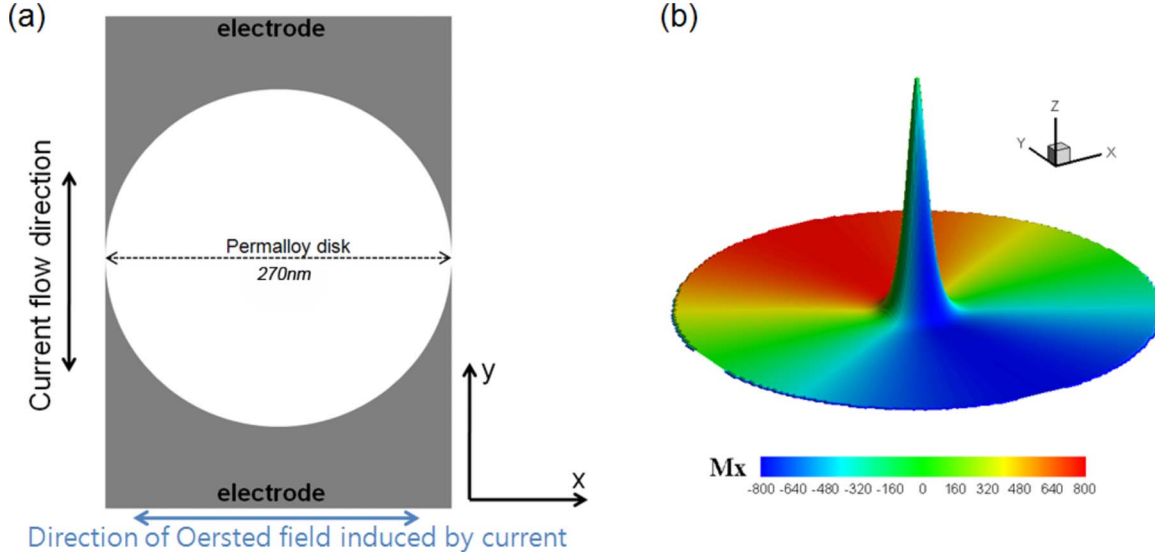 (a)
electrode
Current flow direction
Permalloy disk
270nm
y
x
electrode
Direction of Oersted field induced by current
(b)
Z
Y
X
Mx
-800 -640 -480 -320 -160 0 160 320 480 640 800